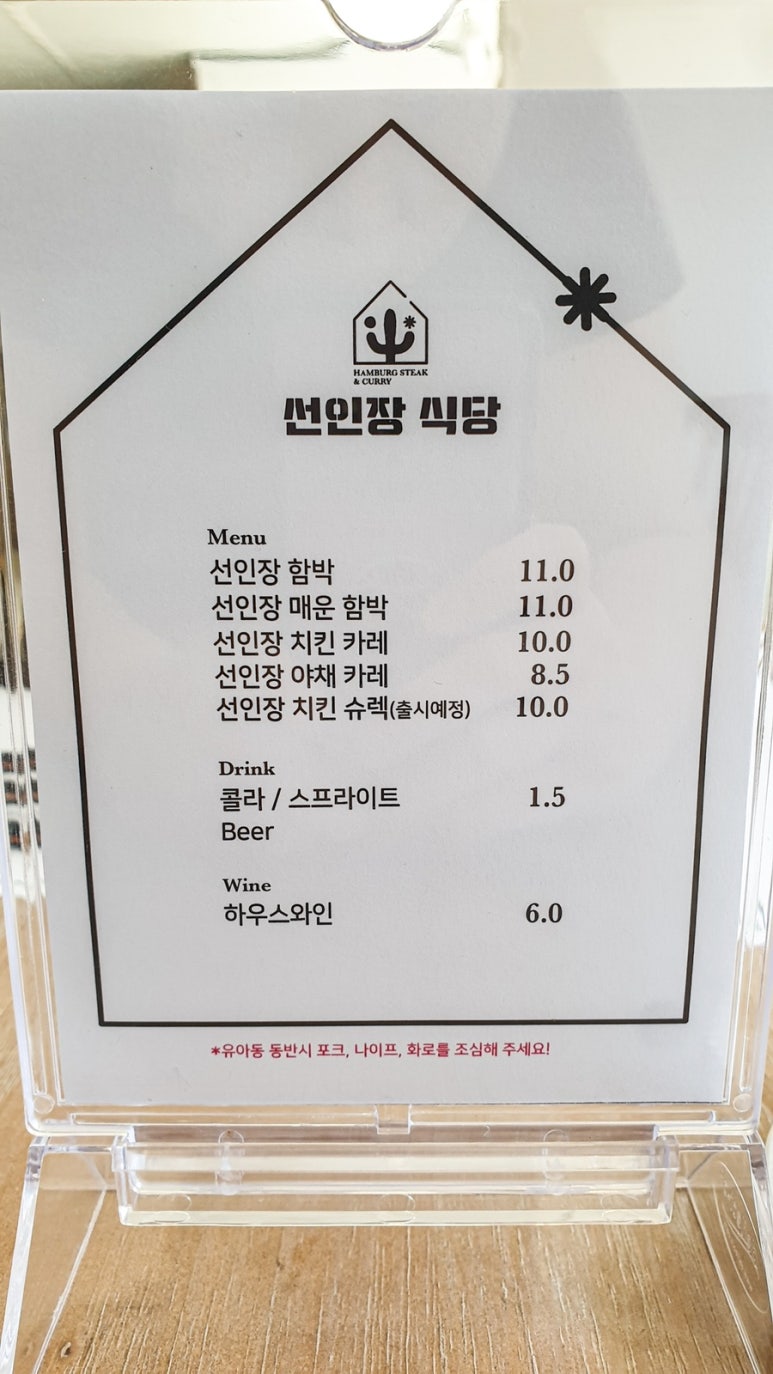 HAMBURG STEAK
& CURRY
선인장 식당
Menu
선인장 함박 11.0
선인장 매운 함박 11.0
선인장 치킨 카레 10.0
선인장 야채 카레 8.5
선인장 치킨 슈렉(출시예정) 10.0
Drink
콜라 / 스프라이트 1.5
Beer
Wine
하우스와인 6.0
*유아동 동반시 포크, 나이프, 화로를 조심해 주세요!